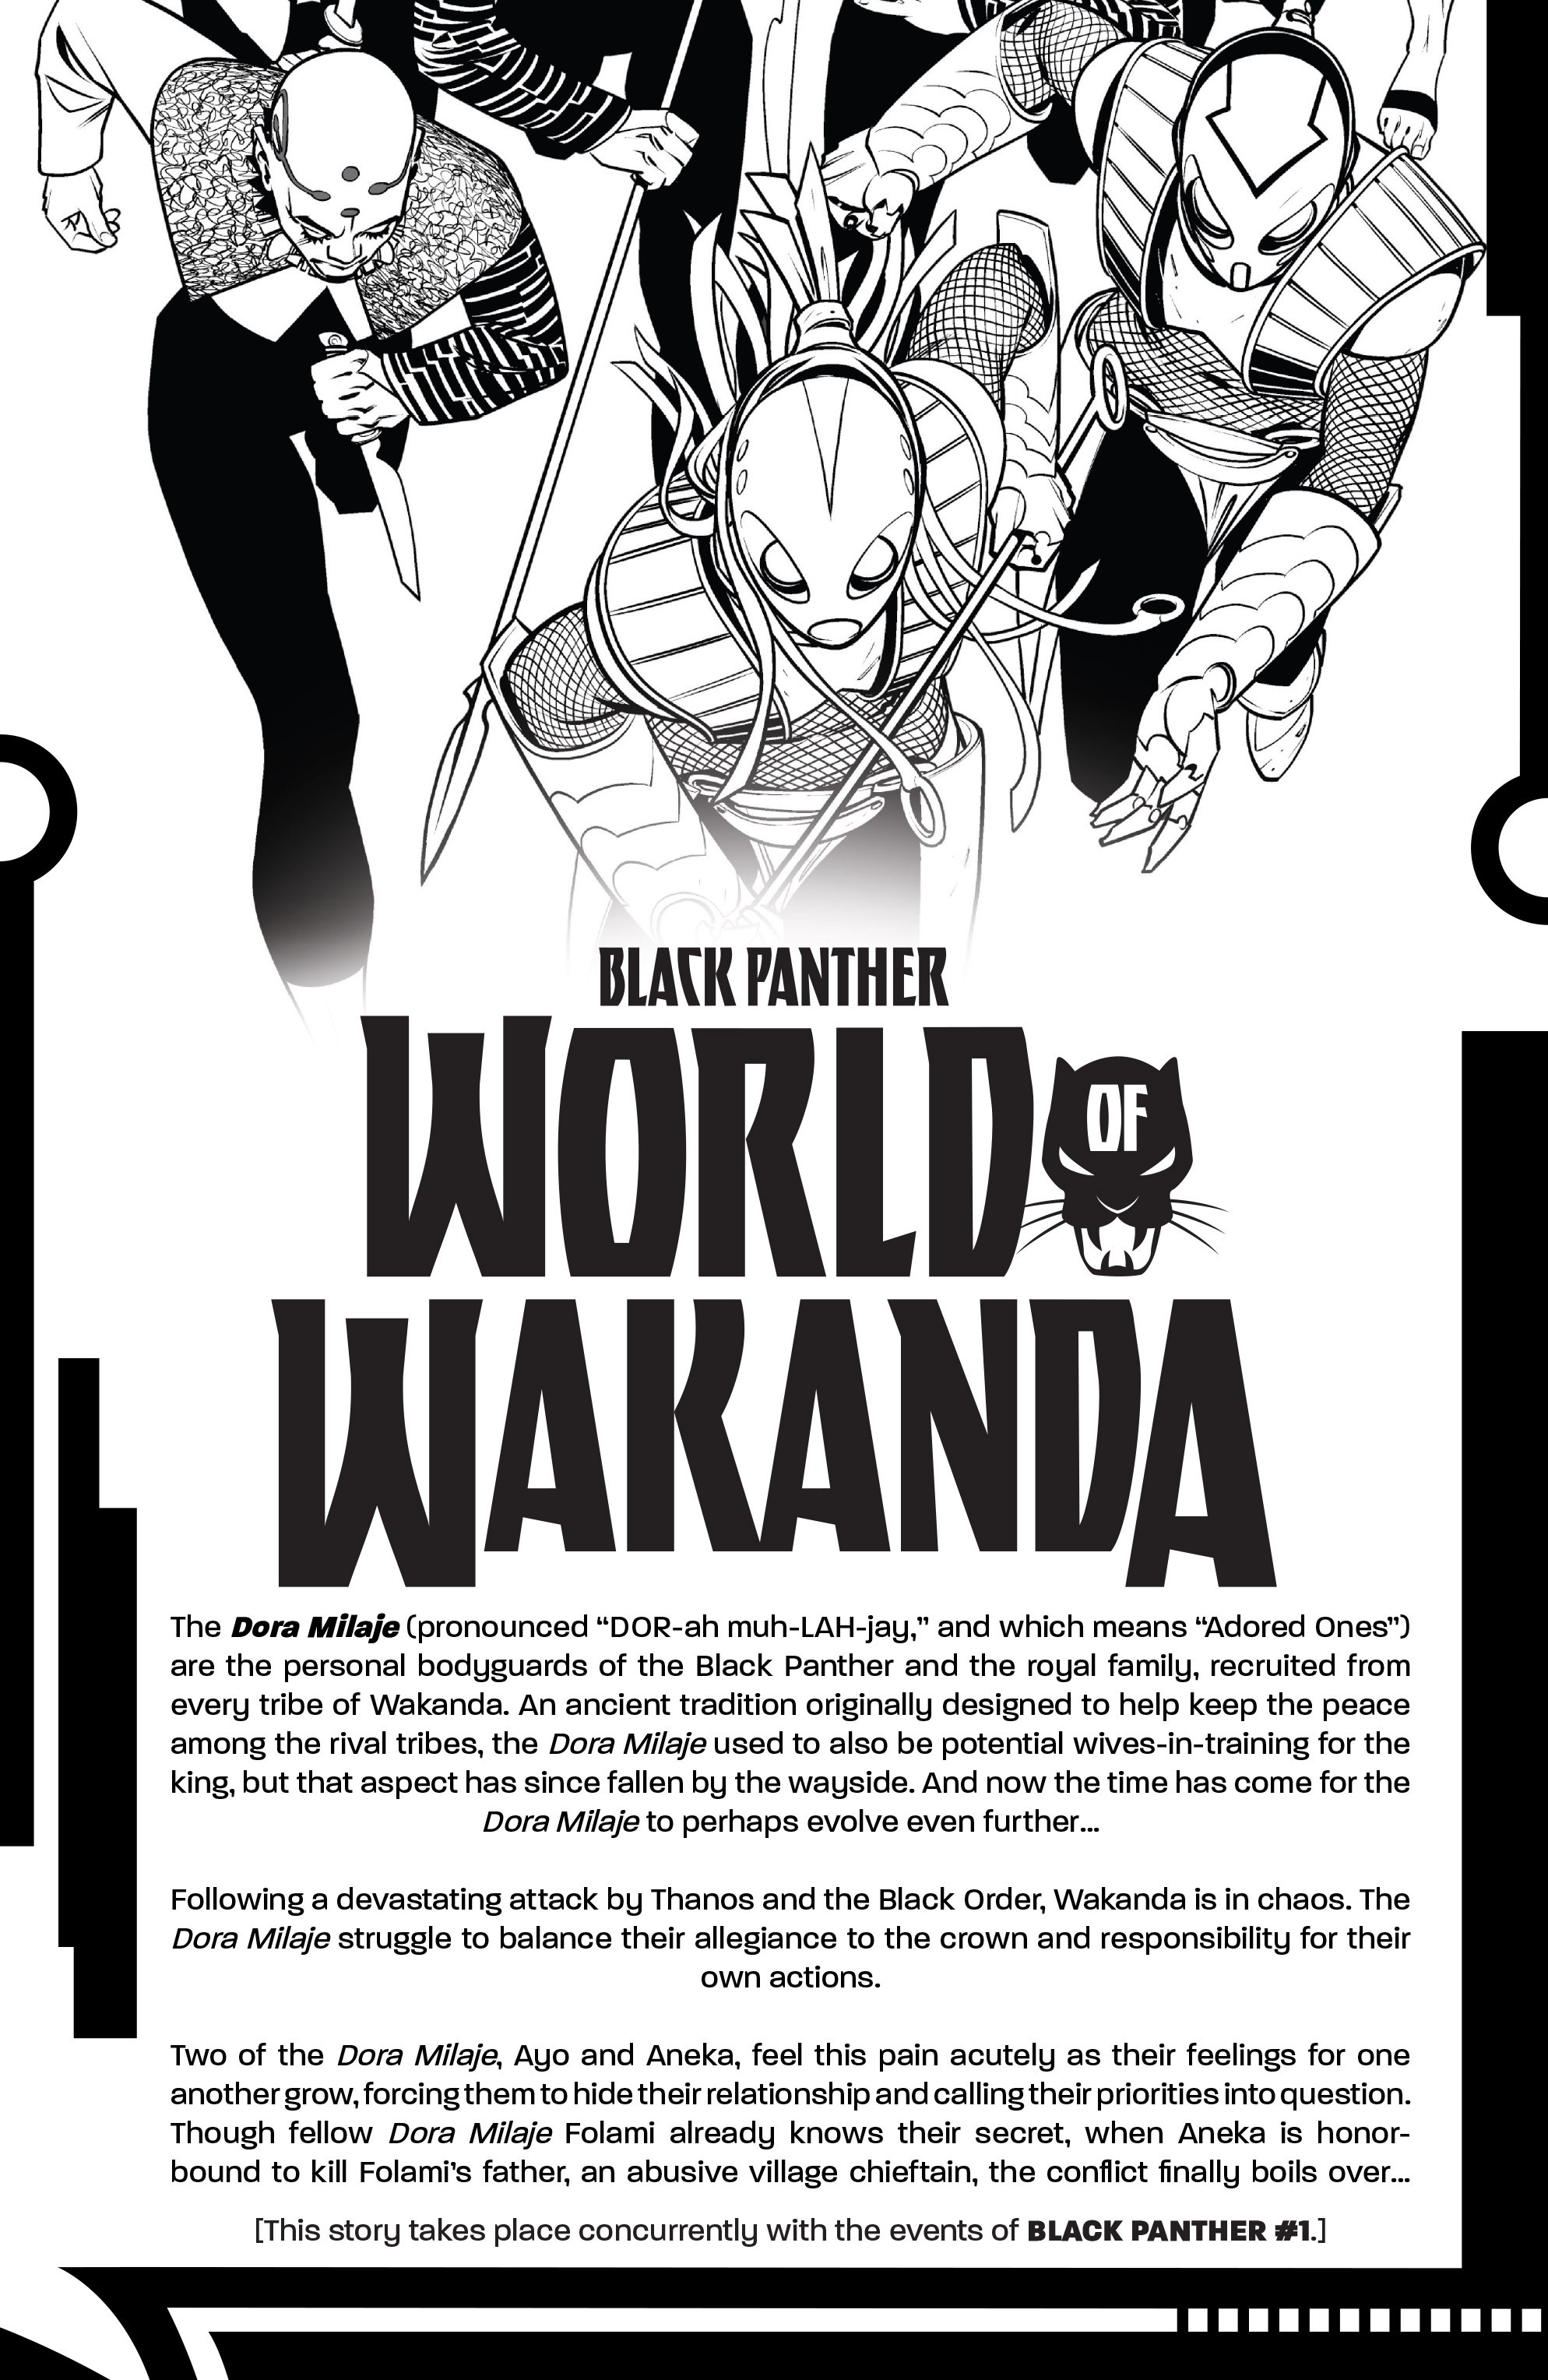 BLACK PANTHER
WORLD OF
WAKANDA
The Dora Milaje (pronounced “DOR-ah muh-LAH-jay,” and which means “Adored Ones”)
are the personal bodyguards of the Black Panther and the royal family, recruited from
every tribe of Wakanda. An ancient tradition originally designed to help keep the peace
among the rival tribes, the Dora Milaje used to also be potential wives-in-training for the
king, but that aspect has since fallen by the wayside. And now the time has come for the
Dora Milaje to perhaps evolve even further...
Following a devastating attack by Thanos and the Black Order, Wakanda is in chaos. The
Dora Milaje struggle to balance their allegiance to the crown and responsibility for their
own actions.
Two of the Dora Milaje, Ayo and Aneka, feel this pain acutely as their feelings for one
another grow, forcing them to hide their relationship and calling their priorities into question.
Though fellow Dora Milaje Folami already knows their secret, when Aneka is honor-
bound to kill Folami’s father, an abusive village chieftain, the conflict finally boils over...
[This story takes place concurrently with the events of BLACK PANTHER #1.]